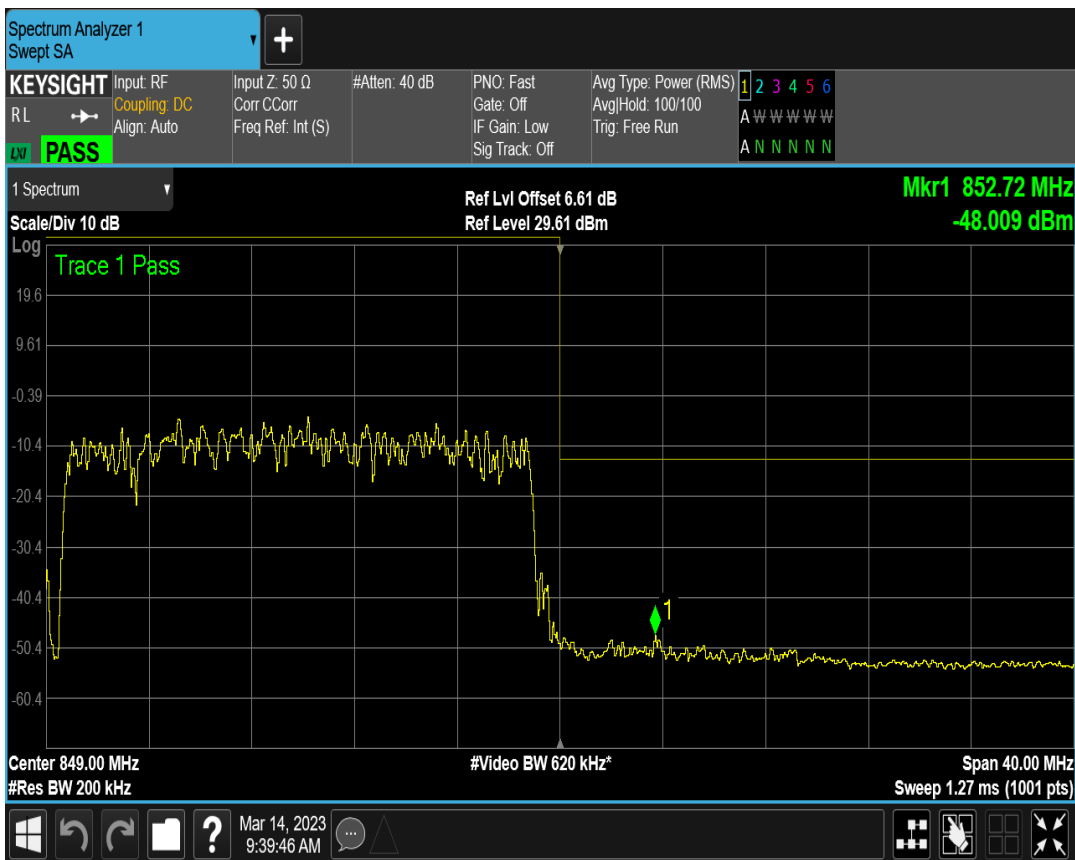 Spectrum Analyzer 1
Swept SA
KEYSIGHT
R L
LXI PASS
Input: RF
Coupling: DC
Align: Auto
Input Z: 50 Ω
Corr CCorr
Freq Ref: Int (S)
#Atten: 40 dB
PNO: Fast
Gate: Off
IF Gain: Low
Sig Track: Off
Avg Type: Power (RMS)
Avg|Hold: 100/100
Trig: Free Run
1 2 3 4 5 6
A W W W W W
A N N N N N
1 Spectrum
Scale/Div 10 dB
Ref Lvl Offset 6.61 dB
Ref Level 29.61 dBm
Mkr1 852.72 MHz
-48.009 dBm
Log
Trace 1 Pass
19.6
9.61
-0.39
-10.4
-20.4
-30.4
-40.4
1
-50.4
-60.4
Center 849.00 MHz
#Res BW 200 kHz
#Video BW 620 kHz*
Span 40.00 MHz
Sweep 1.27 ms (1001 pts)
?
Mar 14, 2023
9:39:46 AM